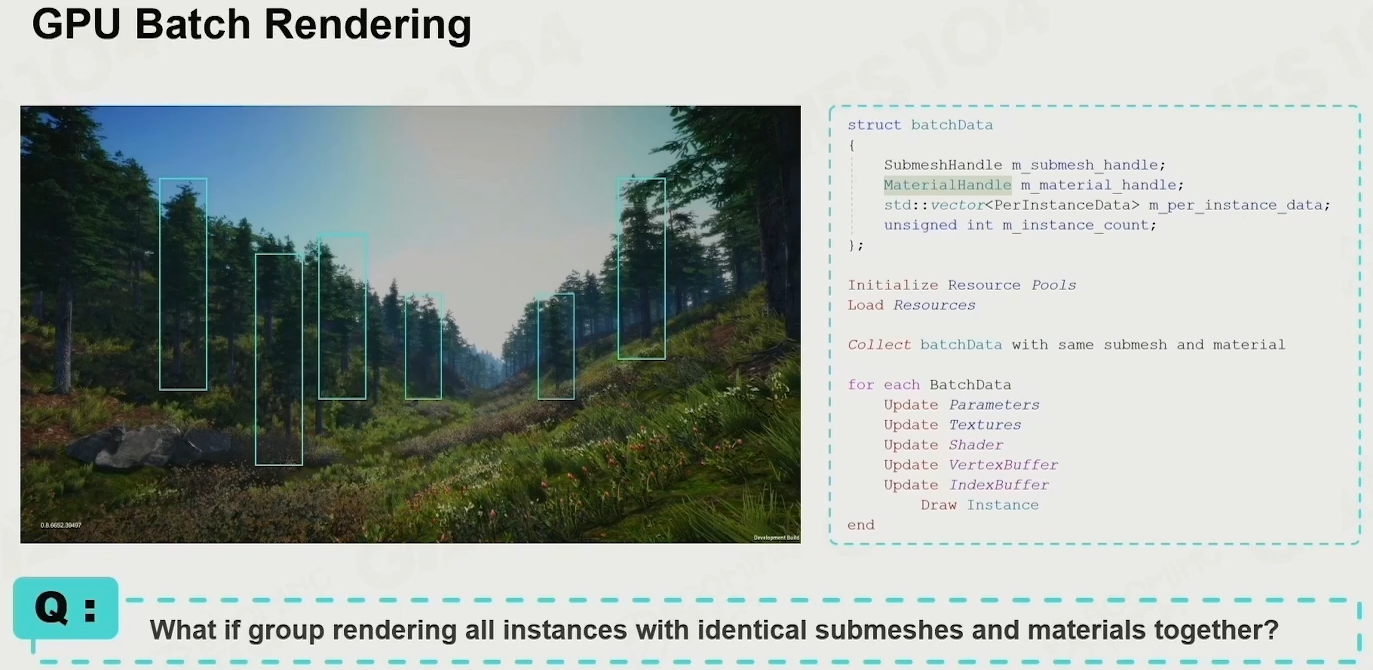 GPU Batch Rendering
struct batchData
{
SubmeshHandle m_submesh_handle;
MaterialHandle m_material_handle;
std::vector<PerInstanceData> m_per_instance_data;
unsigned int m_instance_count;
};
Initialize Resource Pools
Load Resources
Collect batchData with same submesh and material
for each BatchData
Update Parameters
Update Textures
Update Shader
Update VertexBuffer
Update IndexBuffer
Draw Instance
end
0.8.6652.39497
Development Build
Q :
What if group rendering all instances with identical submeshes and materials together?